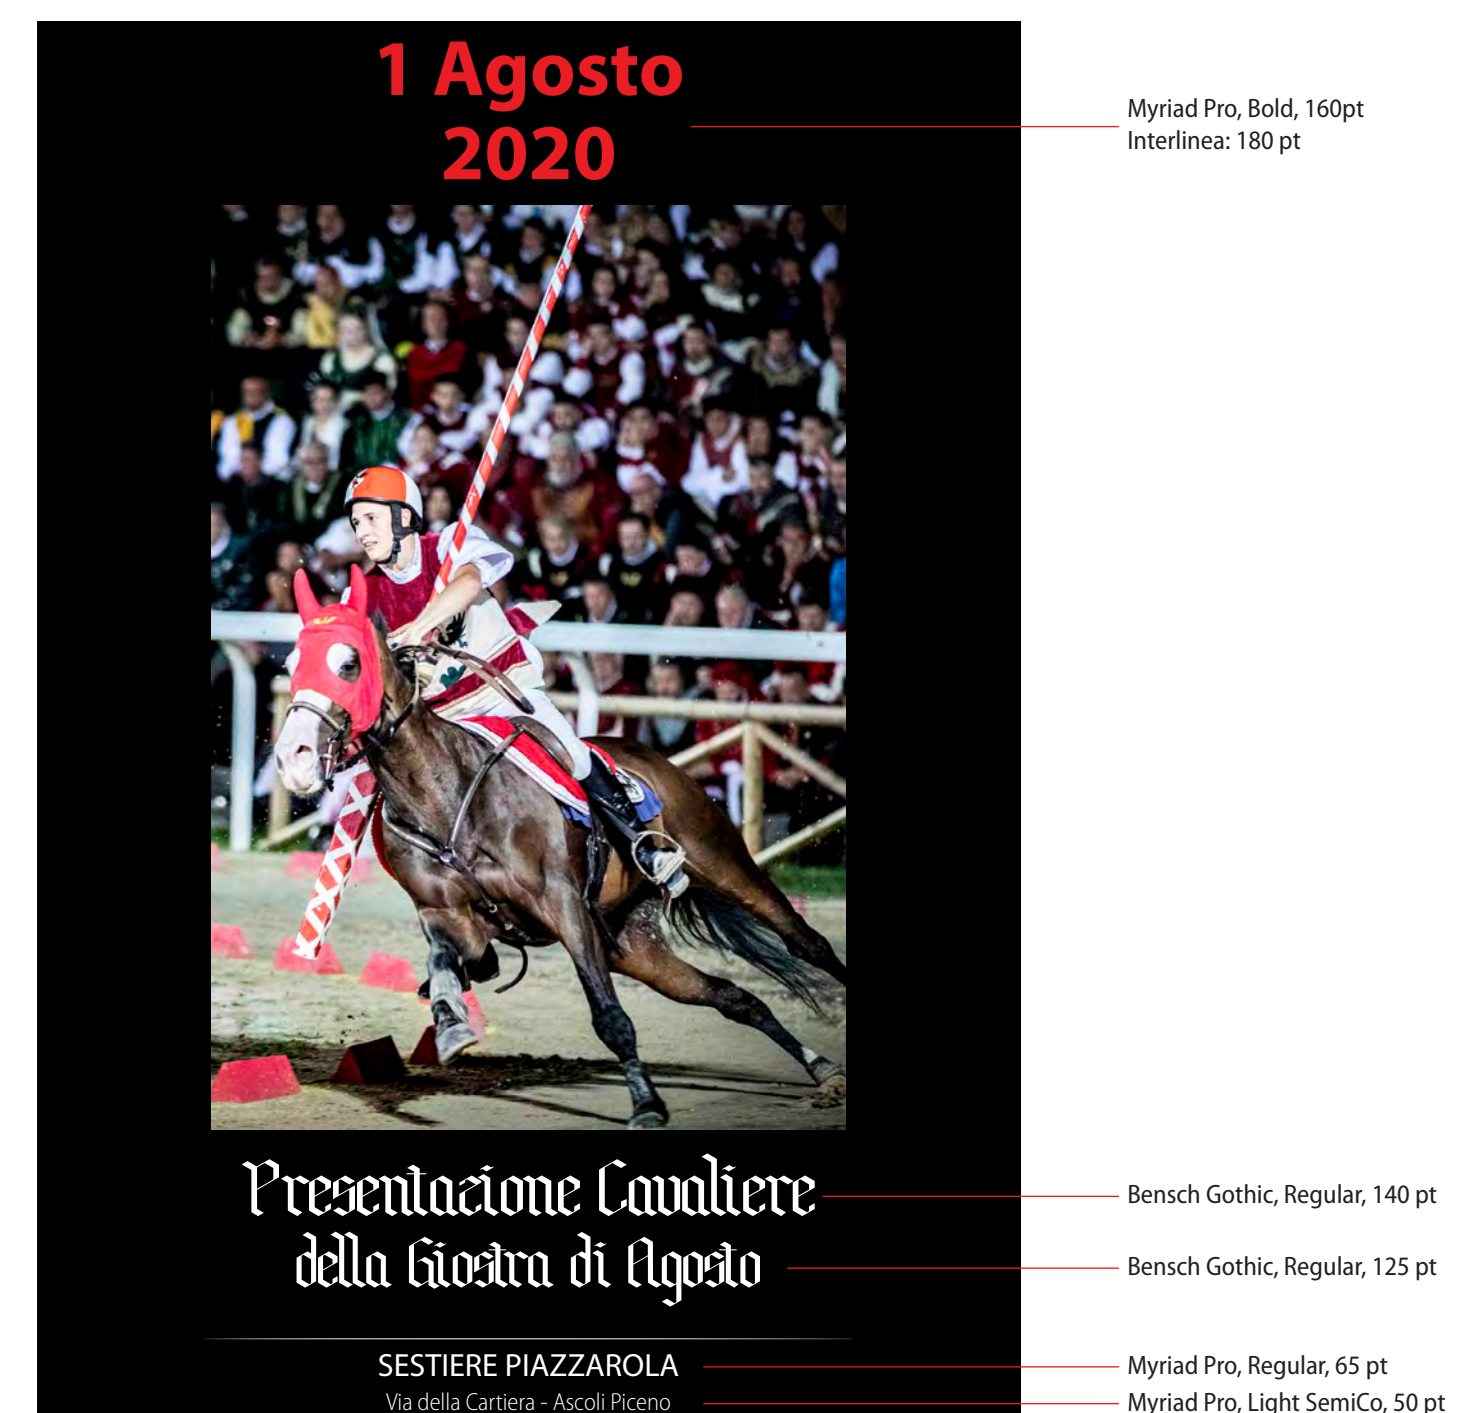 1 Agosto
2020
Myriad Pro, Bold, 160pt
Interlinea: 180 pt
Presentazione Cavaliere
Bensch Gothic, Regular, 140 pt
della Giostra di Agosto
Bensch Gothic, Regular, 125 pt
SESTIERE PIAZZAROLA
Myriad Pro, Regular, 65 pt
Via della Cartiera - Ascoli Piceno
Myriad Pro, Light SemiCo, 50 pt